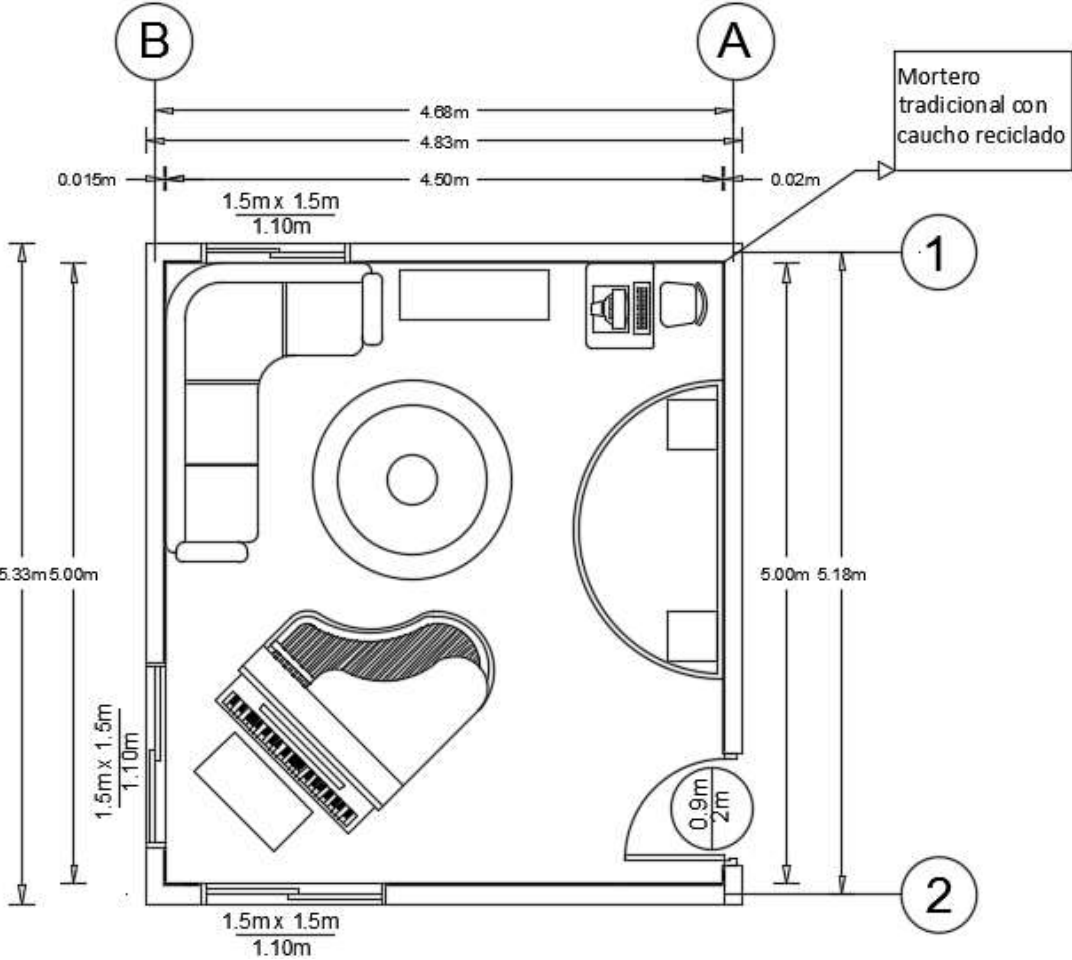 B
A
Mortero
tradicional con
caucho reciclado
4.68m
4.83m
0.015m
4.50m
0.02m
1.5m x 1.5m
1.10m
1
5.33m
5.00m
5.00m
5.18m
1.5m x 1.5m
1.10m
0.9m
2m
2
1.5m x 1.5m
1.10m